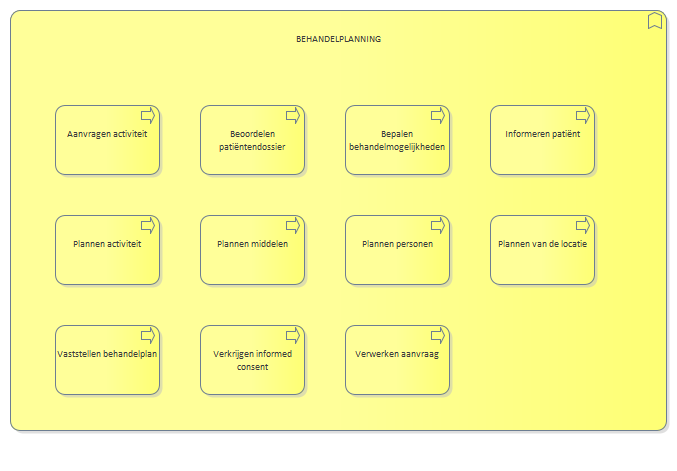 BEHANDELPLANNING
Aanvragen activiteit
Beoordelen
patiëntendossier
Bepalen
behandelmogelijkheden
Informeren patiënt
Plannen activiteit
Plannen middelen
Plannen personen
Plannen van de locatie
Vaststellen behandelplan
Verkrijgen informed
consent
Verwerken aanvraag